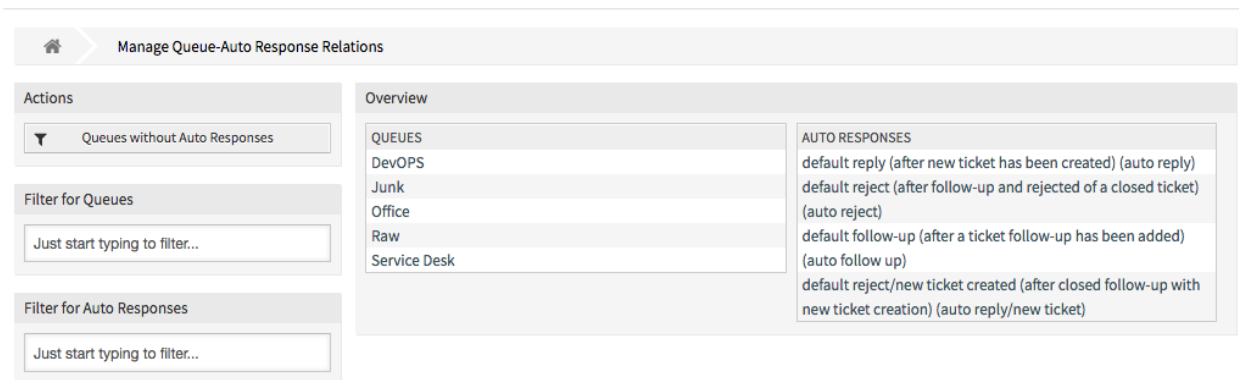 Manage Queue-Auto Response Relations
Actions
Queues without Auto Responses
Filter for Queues
Just start typing to filter...
Filter for Auto Responses
Just start typing to filter...
Overview
QUEUES
DevOPS
Junk
Office
Raw
Service Desk
AUTO RESPONSES
default reply (after new ticket has been created) (auto reply)
default reject (after follow-up and rejected of a closed ticket)
(auto reject)
default follow-up (after a ticket follow-up has been added)
(auto follow up)
default reject/new ticket created (after closed follow-up with
new ticket creation) (auto reply/new ticket)